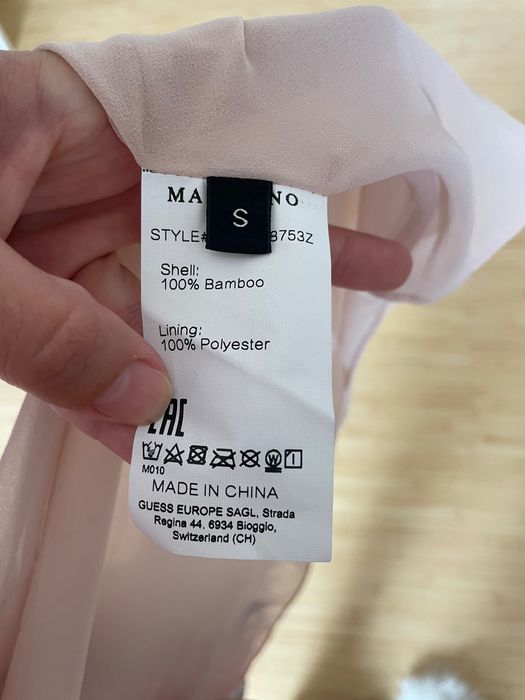 S
STYLE# 8753Z
Shell:
100% Bamboo
Lining:
100% Polyester
EAC
M010
MADE IN CHINA
GUESS EUROPE SAGL, Strada
Regina 44, 6934 Bioggio,
Switzerland (CH)